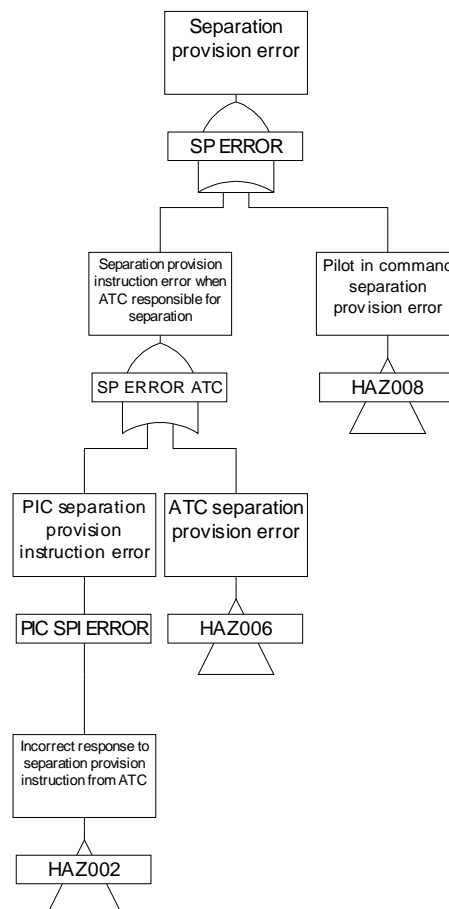 Separation
provision error
SP ERROR
Separation provision
instruction error when
ATC responsible for
separation
Pilot in command
separation
provision error
SP ERROR ATC
HAZ008
PIC separation
provision
instruction error
ATC separation
provision error
PIC SPI ERROR
HAZ006
Incorrect response to
separation provision
instruction from ATC
HAZ002